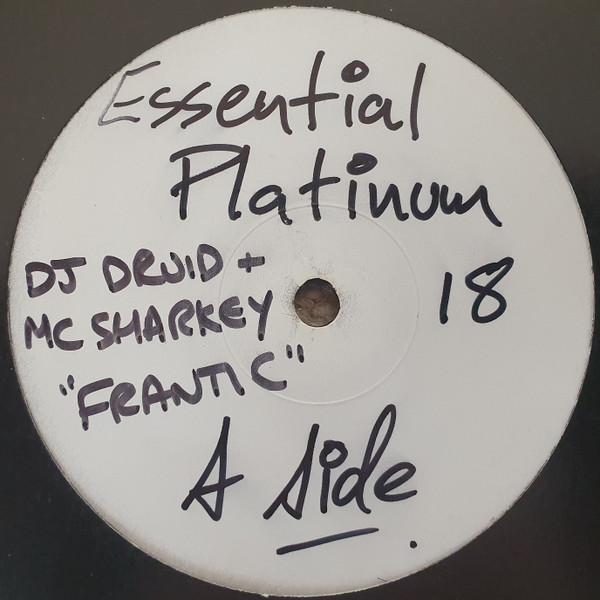 Essential
Platinum
18
DJ DRUID +
MC SHARKEY
"FRANTIC"
A Side.